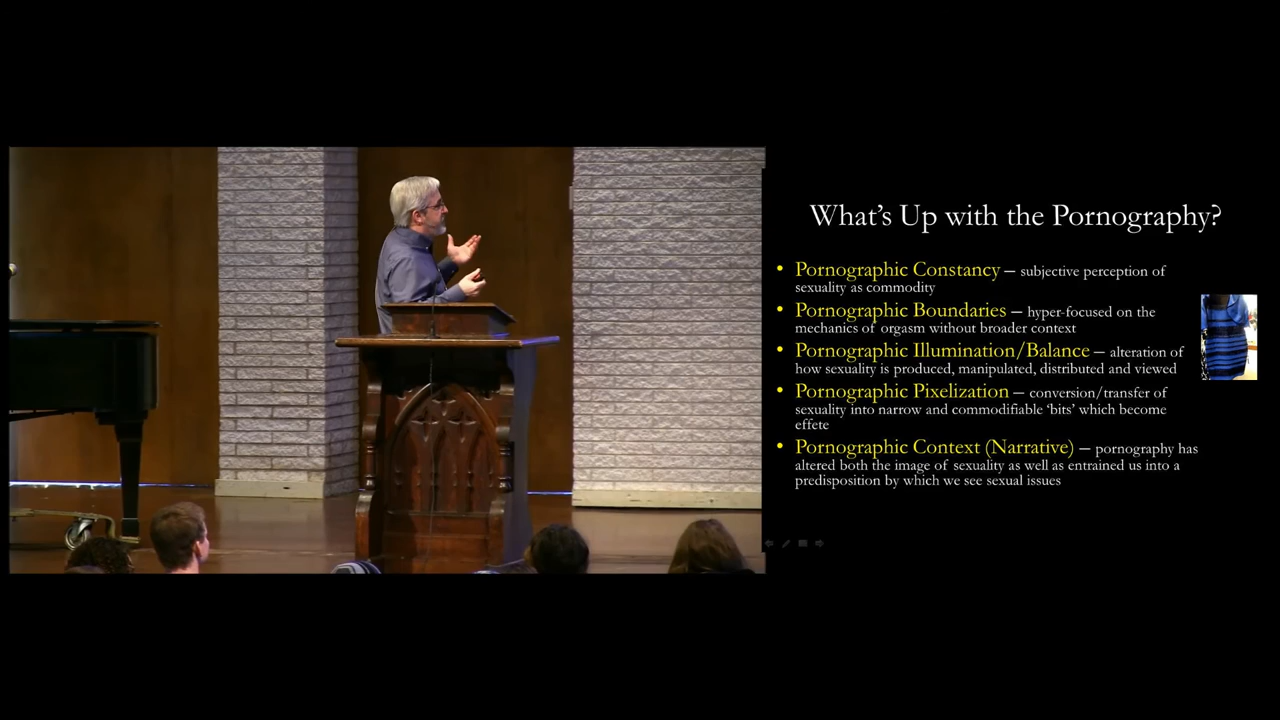 What's Up with the Pornography?
• Pornographic Constancy – subjective perception of
sexuality as commodity
• Pornographic Boundaries – hyper-focused on the
mechanics of orgasm without broader context
• Pornographic Illumination/Balance – alteration of
how sexuality is produced, manipulated, distributed and viewed
• Pornographic Pixelization – conversion/transfer of
sexuality into narrow and commodifiable 'bits' which become
effete
• Pornographic Context (Narrative) – pornography has
altered both the image of sexuality as well as entrained us into a
predisposition by which we see sexual issues